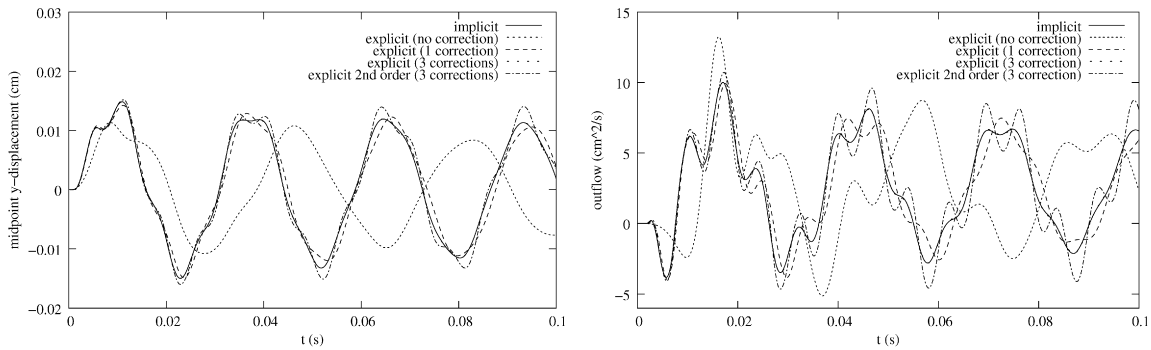 0.03
0.02
0.01
0
−0.01
−0.02
midpoint y−displacement (cm)
implicit
explicit (no correction)
explicit (1 correction)
explicit (3 corrections)
explicit 2nd order (3 corrections)
0 0.02 0.04 0.06 0.08 0.1
t (s)
15
10
5
0
−5
outflow (cm^2/s)
implicit
explicit (no correction)
explicit (1 correction)
explicit (3 correction)
explicit 2nd order (3 correction)
0 0.02 0.04 0.06 0.08 0.1
t (s)